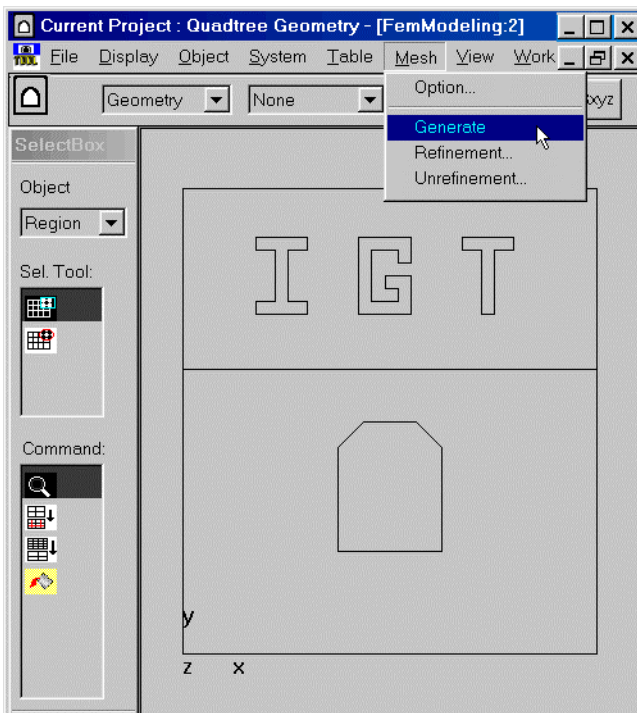 Current Project : Quadtree Geometry - [FemModeling:2]
File Display Object System Table Mesh View Work
Geometry None
Option...
Generate
Refinement...
Unrefinement...
SelectBox
Object
Region
Sel. Tool:
Command:
IGT
y
z x